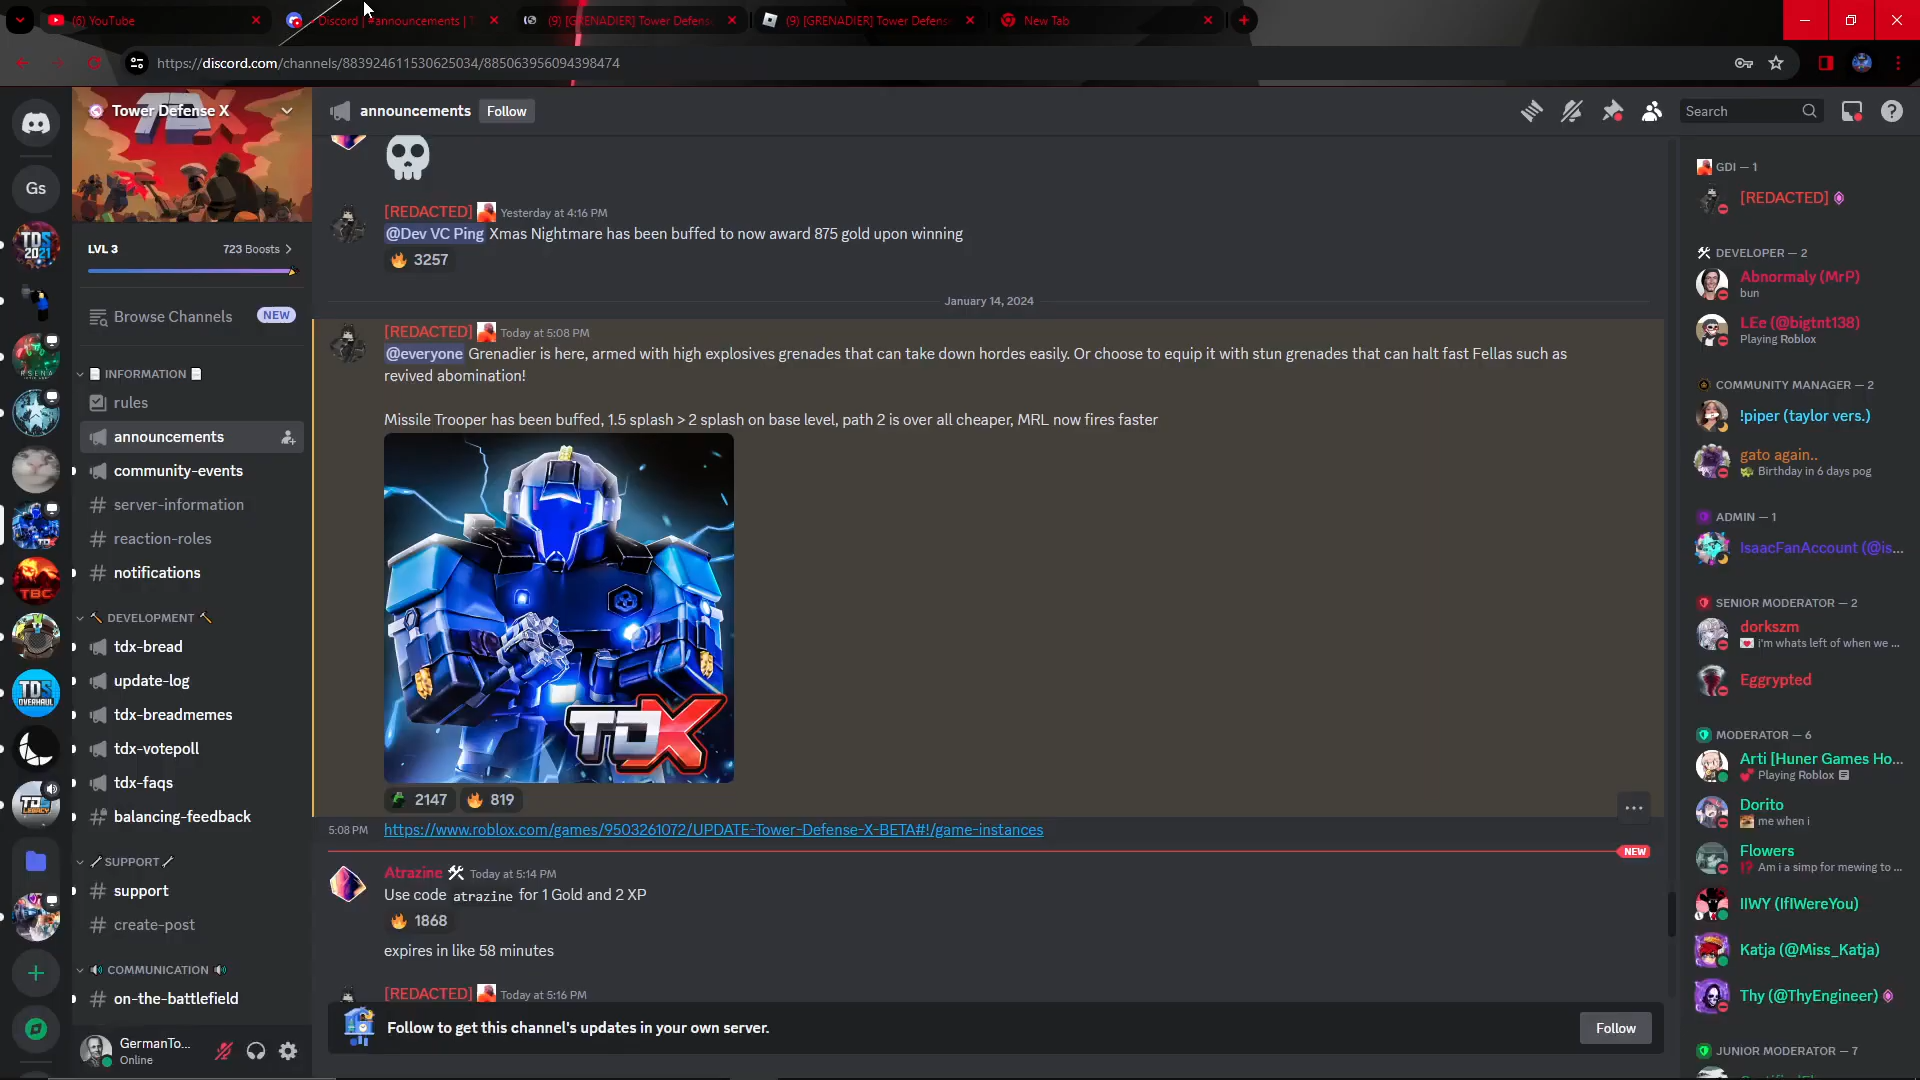 (6) YouTube
Discord | #announcements | T
(9) [GRENADIER] Tower Defens
(9) [GRENADIER] Tower Defens
New Tab
https://discord.com/channels/883924611530625034/885063956094398474
Tower Defense X
announcements
Follow
Search
LVL 3
723 Boosts
Browse Channels
NEW
INFORMATION
rules
announcements
community-events
server-information
reaction-roles
notifications
DEVELOPMENT
tdx-bread
update-log
tdx-breadmemes
tdx-votepoll
tdx-faqs
balancing-feedback
SUPPORT
support
create-post
COMMUNICATION
on-the-battlefield
GermanTo...
Online
Gs
TDS
2021
TBC
TDS
OVERHAUL
[REDACTED] Yesterday at 4:16 PM
@Dev VC Ping Xmas Nightmare has been buffed to now award 875 gold upon winning
3257
January 14, 2024
[REDACTED] Today at 5:08 PM
@everyone Grenadier is here, armed with high explosives grenades that can take down hordes easily. Or choose to equip it with stun grenades that can halt fast Fellas such as
revived abomination!
Missile Trooper has been buffed, 1.5 splash > 2 splash on base level, path 2 is over all cheaper, MRL now fires faster
TDX
2147 819
5:08 PM https://www.roblox.com/games/9503261072/UPDATE-Tower-Defense-X-BETA#!/game-instances
NEW
Atrazine Today at 5:14 PM
Use code atrazine for 1 Gold and 2 XP
1868
expires in like 58 minutes
[REDACTED] Today at 5:16 PM
Follow to get this channel's updates in your own server.
Follow
GDI — 1
[REDACTED]
DEVELOPER — 2
Abnormaly (MrP)
bun
LEe (@bigtnt138)
Playing Roblox
COMMUNITY MANAGER — 2
!piper (taylor vers.)
gato again..
Birthday in 6 days pog
ADMIN — 1
IsaacFanAccount (@is...
SENIOR MODERATOR — 2
dorkszm
i'm whats left of when we ...
Eggrypted
MODERATOR — 6
Arti [Huner Games Ho...
Playing Roblox
Dorito
me when i
Flowers
Am i a simp for mewing to ...
IIWY (IfIWereYou)
Katja (@Miss_Katja)
Thy (@ThyEngineer)
JUNIOR MODERATOR — 7